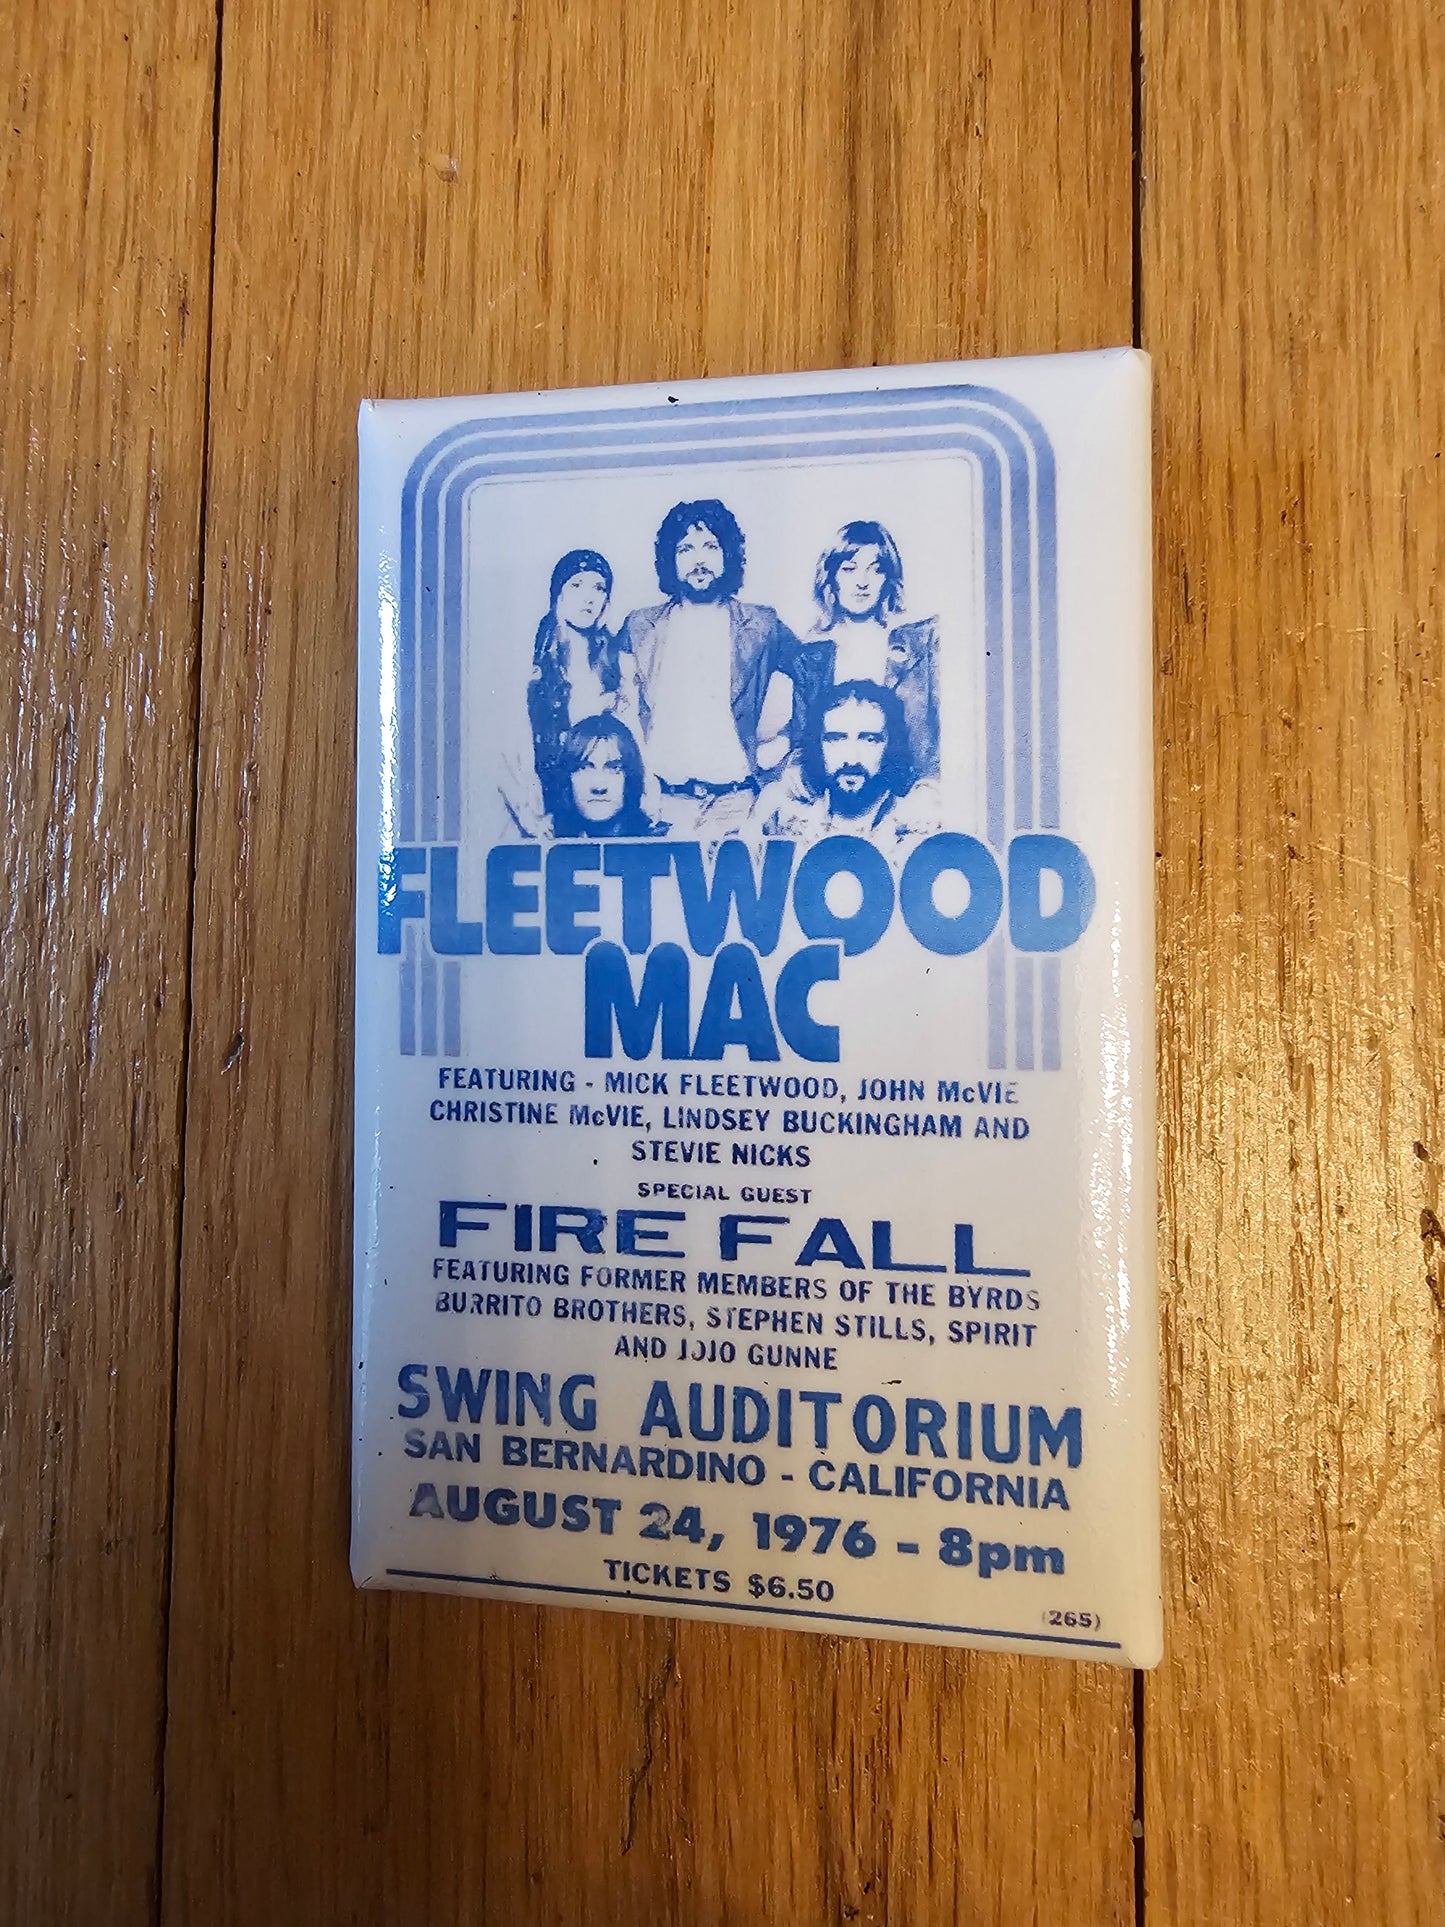 FLEETWOOD
MAC
FEATURING - MICK FLEETWOOD, JOHN McVIE
CHRISTINE McVIE, LINDSEY BUCKINGHAM AND
STEVIE NICKS
SPECIAL GUEST
FIRE FALL
FEATURING FORMER MEMBERS OF THE BYRDS
BURRITO BROTHERS, STEPHEN STILLS, SPIRIT
AND JOJO GUNNE
SWING AUDITORIUM
SAN BERNARDINO - CALIFORNIA
AUGUST 24, 1976 - 8pm
TICKETS $6.50
(265)